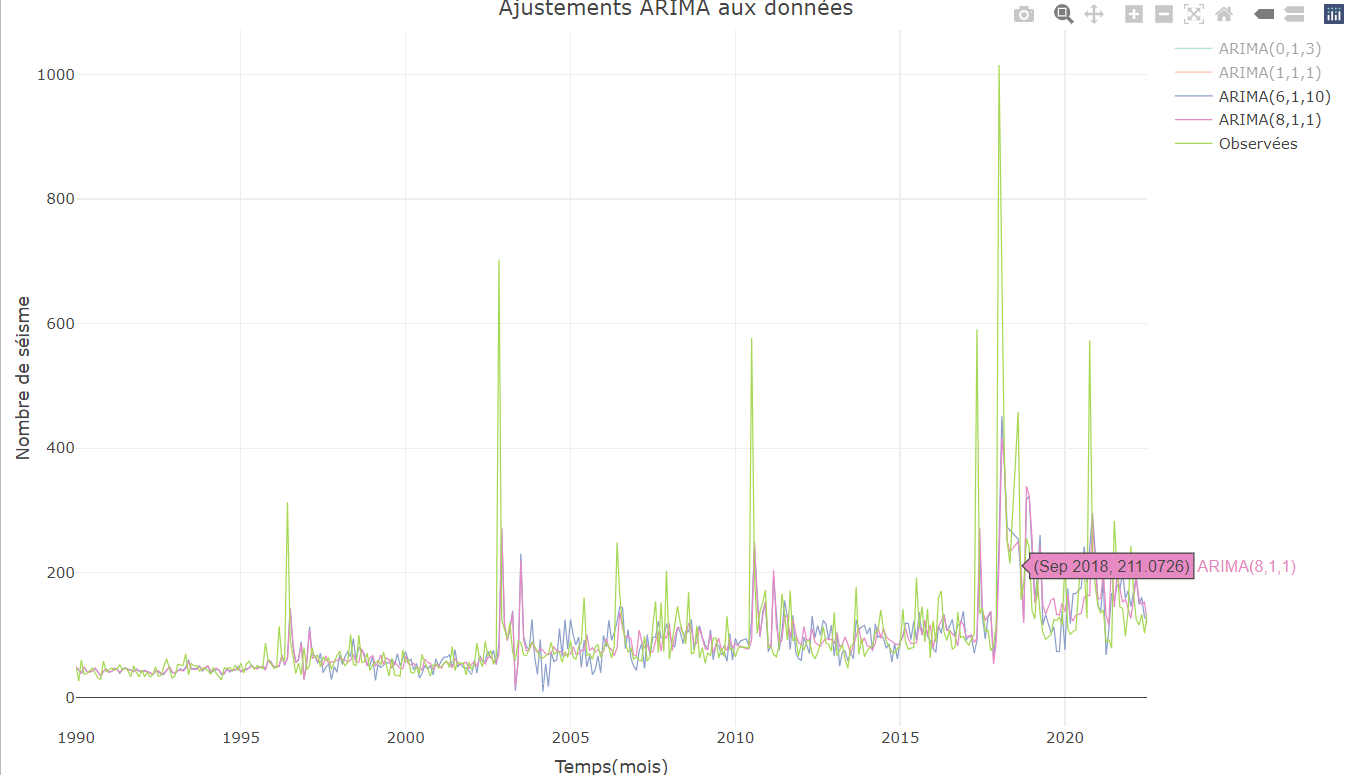 Ajustements ARIMA aux données
ARIMA(0,1,3)
ARIMA(1,1,1)
ARIMA(6,1,10)
ARIMA(8,1,1)
Observées
Nombre de séisme
1000
800
600
400
200
0
(Sep 2018, 211.0726) ARIMA(8,1,1)
1990 1995 2000 2005 2010 2015 2020
Temps(mois)